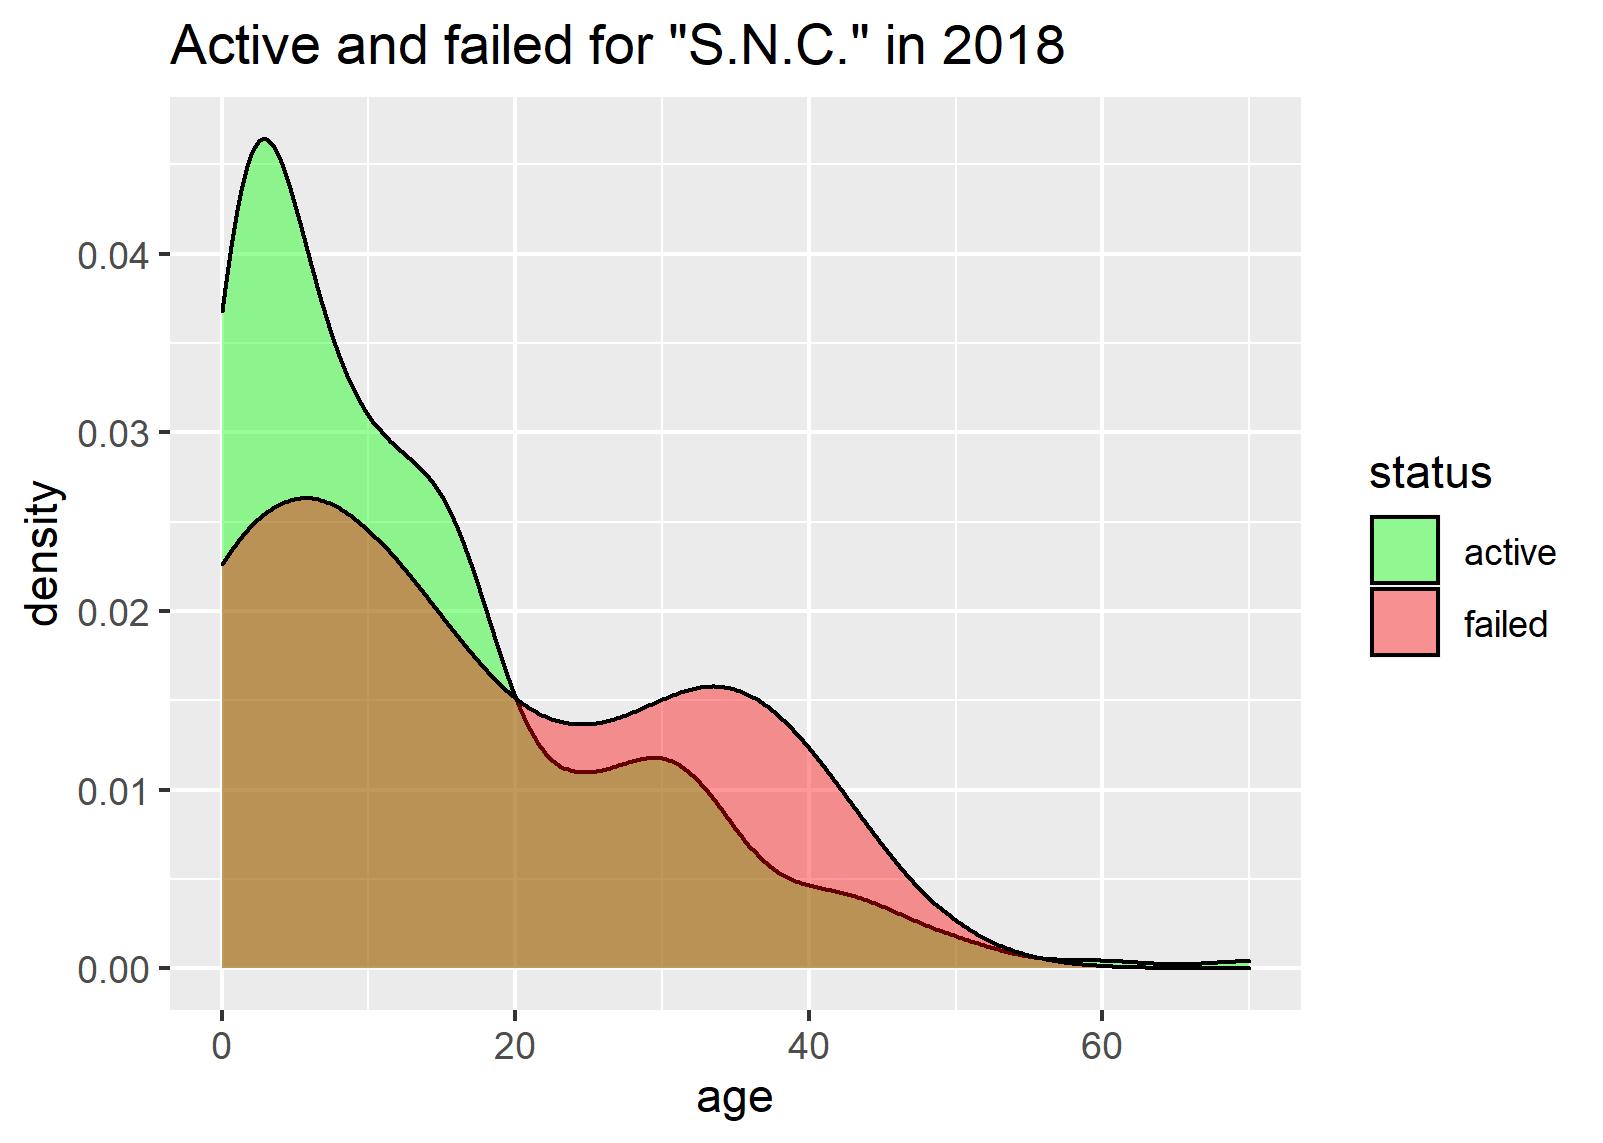 Active and failed for "S.N.C." in 2018
density
0.04
0.03
0.02
0.01
0.00
0 20 40 60
age
status
active
failed